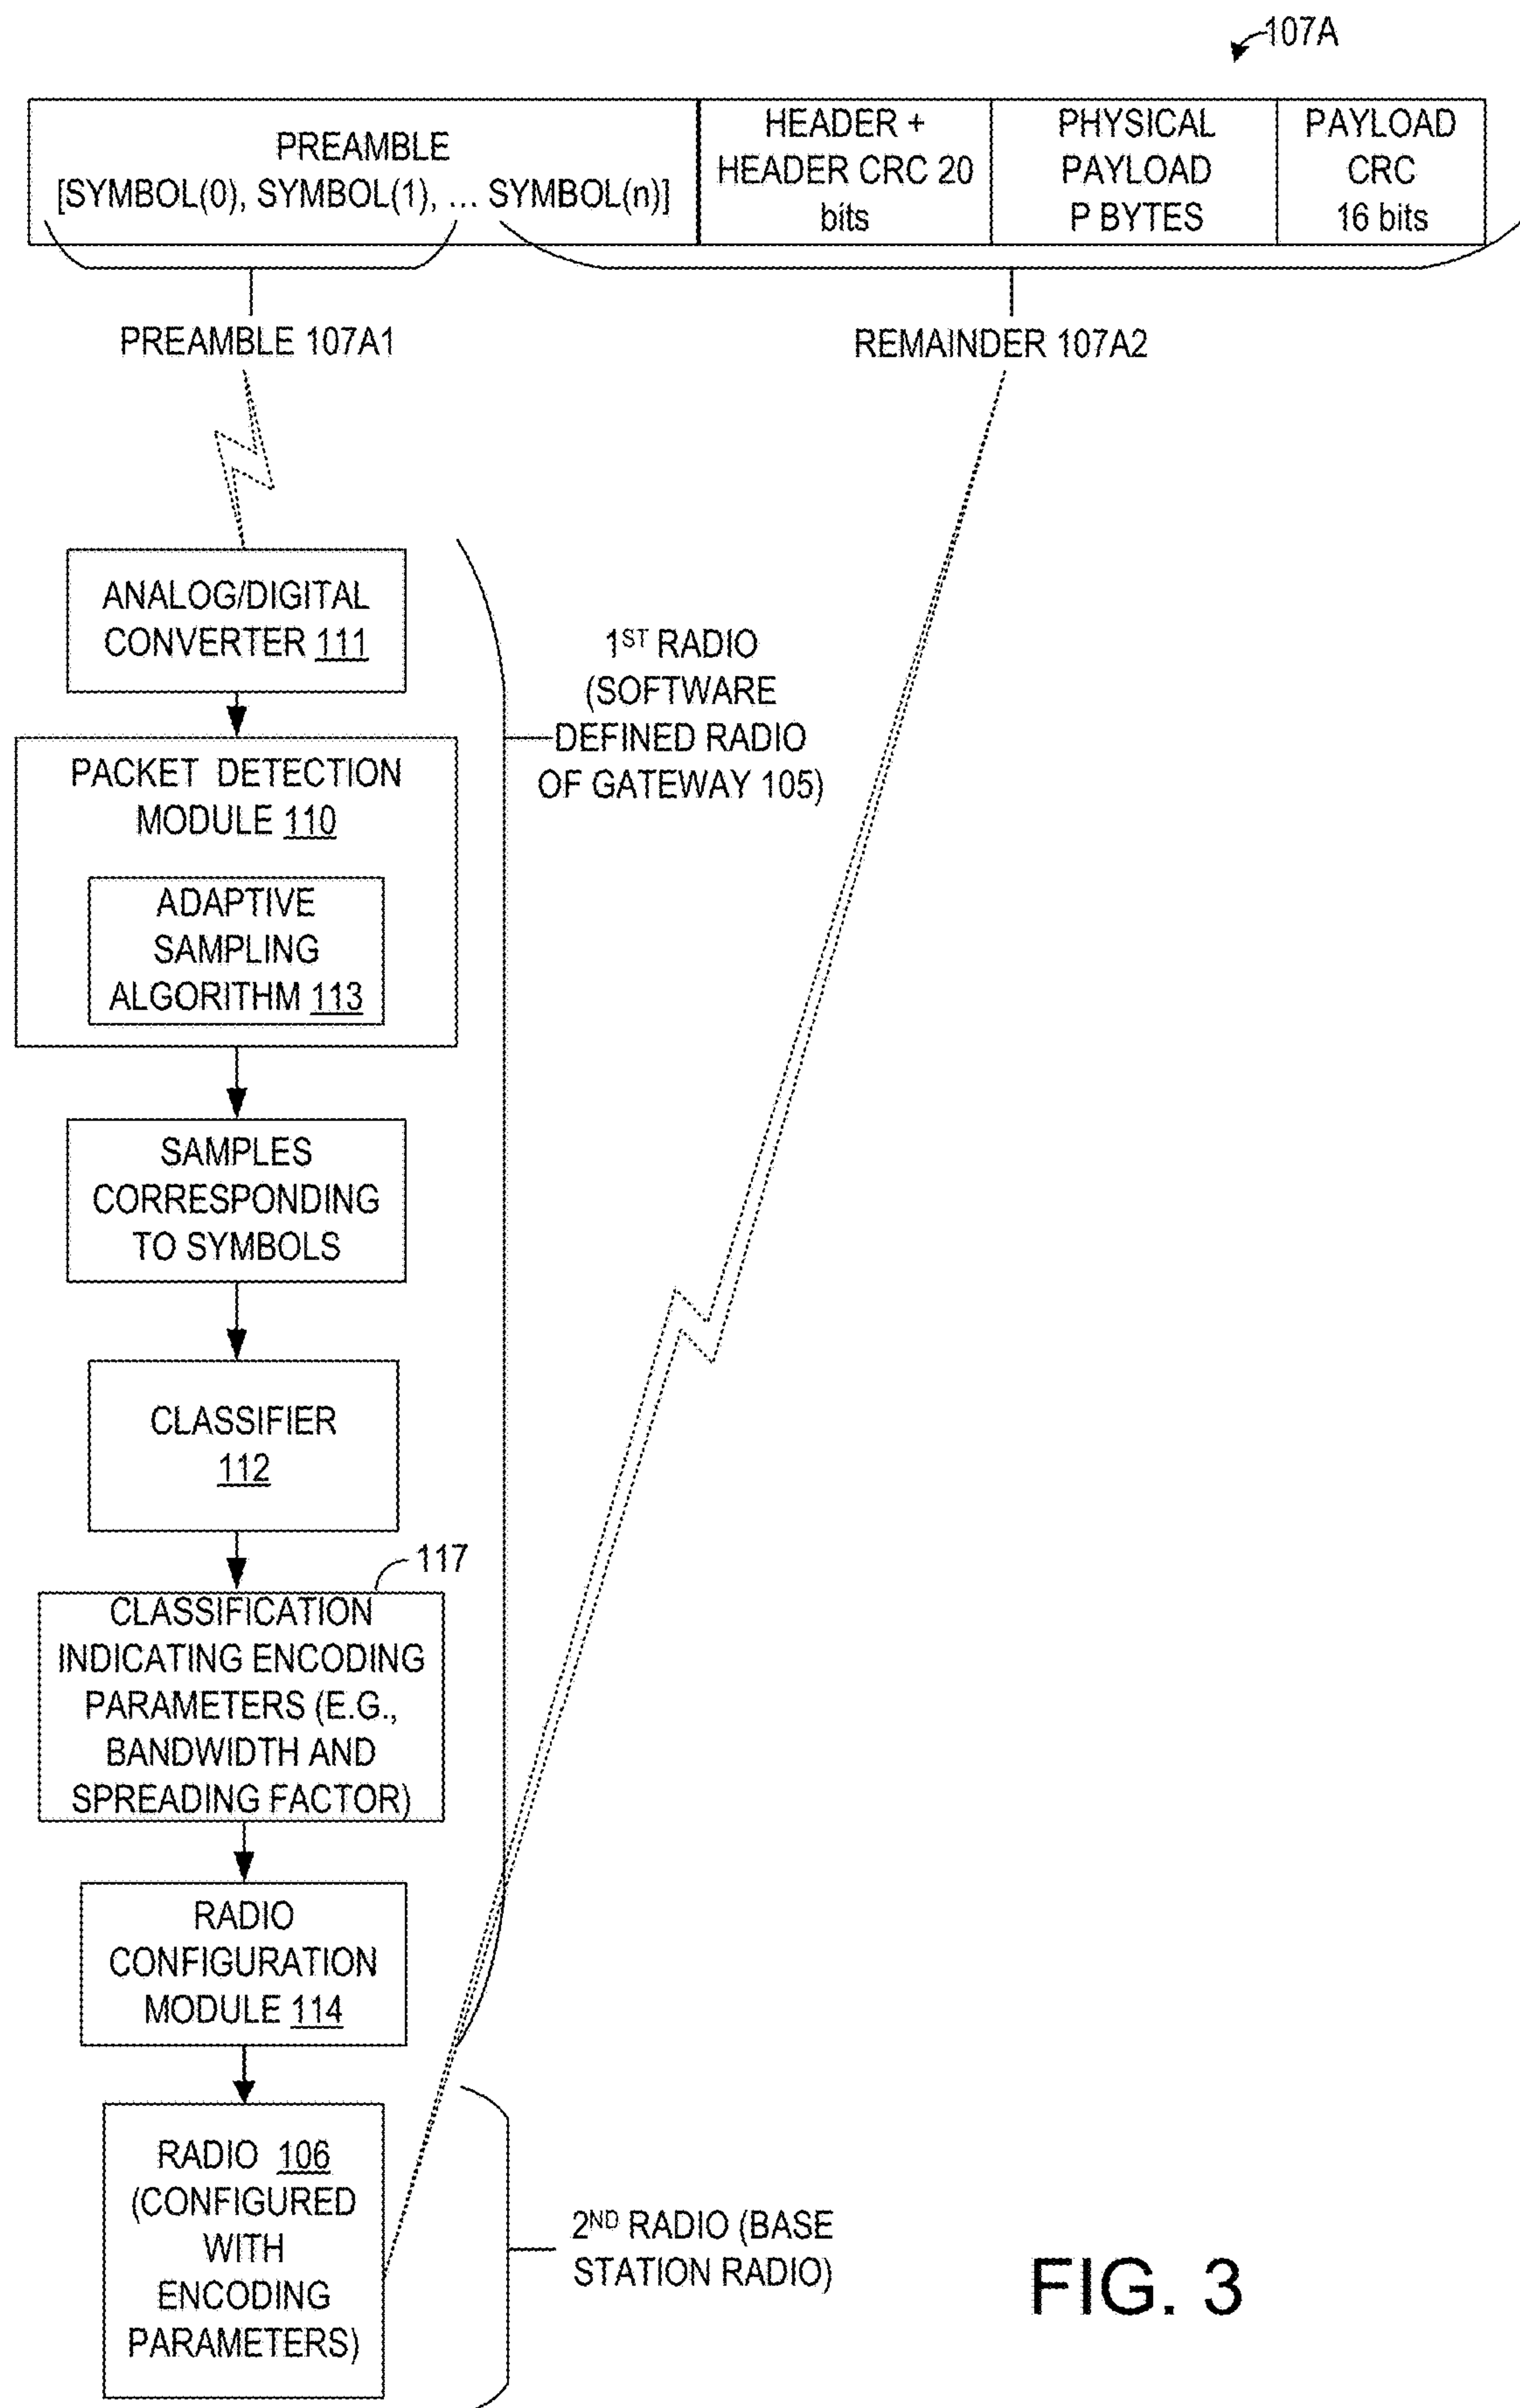 107A
PREAMBLE
[SYMBOL(0), SYMBOL(1), ... SYMBOL(n)]
HEADER +
HEADER CRC 20
bits
PHYSICAL
PAYLOAD
P BYTES
PAYLOAD
CRC
16 bits
PREAMBLE 107A1
REMAINDER 107A2
ANALOG/DIGITAL
CONVERTER 111
1ST RADIO
(SOFTWARE
DEFINED RADIO
OF GATEWAY 105)
PACKET DETECTION
MODULE 110
ADAPTIVE
SAMPLING
ALGORITHM 113
SAMPLES
CORRESPONDING
TO SYMBOLS
CLASSIFIER
112
117
CLASSIFICATION
INDICATING ENCODING
PARAMETERS (E.G.,
BANDWIDTH AND
SPREADING FACTOR)
RADIO
CONFIGURATION
MODULE 114
RADIO 106
(CONFIGURED
WITH
ENCODING
PARAMETERS)
2ND RADIO (BASE
STATION RADIO)
FIG. 3